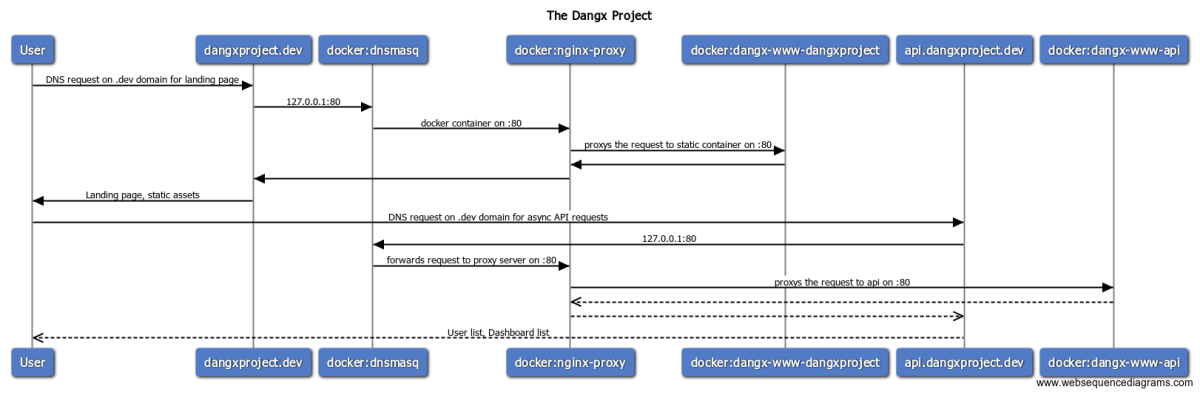 The Dangx Project
User dangxproject.dev docker:dnsmasq docker:nginx-proxy docker:dangx-www-dangxproject api.dangxproject.dev docker:dangx-www-api
DNS request on .dev domain for landing page
127.0.0.1:80
docker container on :80
proxys the request to static container on :80
Landing page, static assets
DNS request on .dev domain for async API requests
127.0.0.1:80
forwards request to proxy server on :80
proxys the request to api on :80
User list, Dashboard list
User dangxproject.dev docker:dnsmasq docker:nginx-proxy docker:dangx-www-dangxproject api.dangxproject.dev docker:dangx-www-api
www.websequencediagrams.com